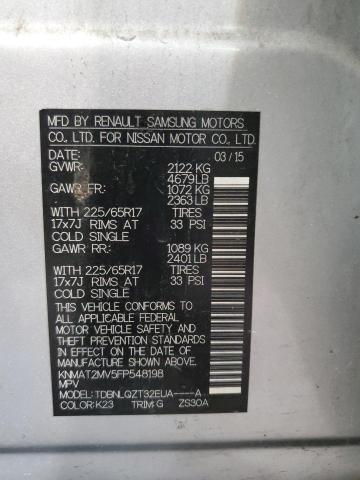 MFD BY RENAULT SAMSUNG MOTORS
CO., LTD. FOR NISSAN MOTOR CO., LTD.
DATE: 03/15
GVWR: 2122 KG
4679LB
GAWR FR: 1072 KG
2363 LB
WITH 225/65R17 TIRES
17x7J RIMS AT 33 PSI
COLD SINGLE
GAWR RR: 1089 KG
2401 LB
WITH 225/65R17 TIRES
17x7J RIMS AT 33 PSI
COLD SINGLE
THIS VEHICLE CONFORMS TO
ALL APPLICABLE FEDERAL
MOTOR VEHICLE SAFETY AND
THEFT PREVENTION STANDARDS
IN EFFECT ON THE DATE OF
MANUFACTURE SHOWN ABOVE.
KNMAT2MV5FP548198
MPV
MODEL: TDBNLQZT32EUA----A
COLOR: K23 TRIM: G ZS30A